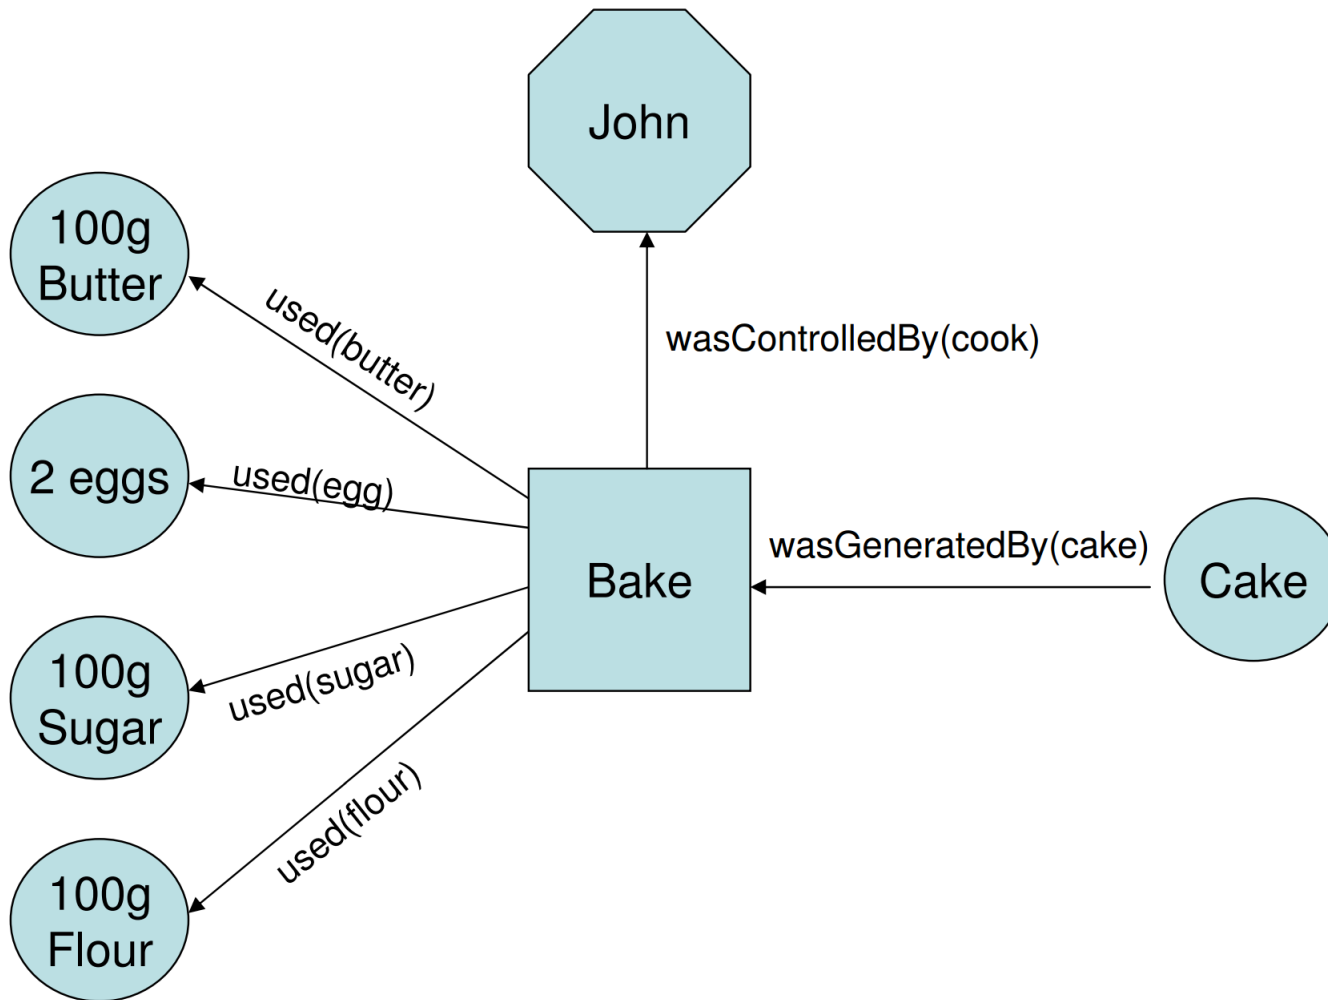 John
100g
Butter
used(butter)
wasControlledBy(cook)
2 eggs
used(egg)
wasGeneratedBy(cake)
Bake
Cake
100g
Sugar
used(sugar)
used(flour)
100g
Flour